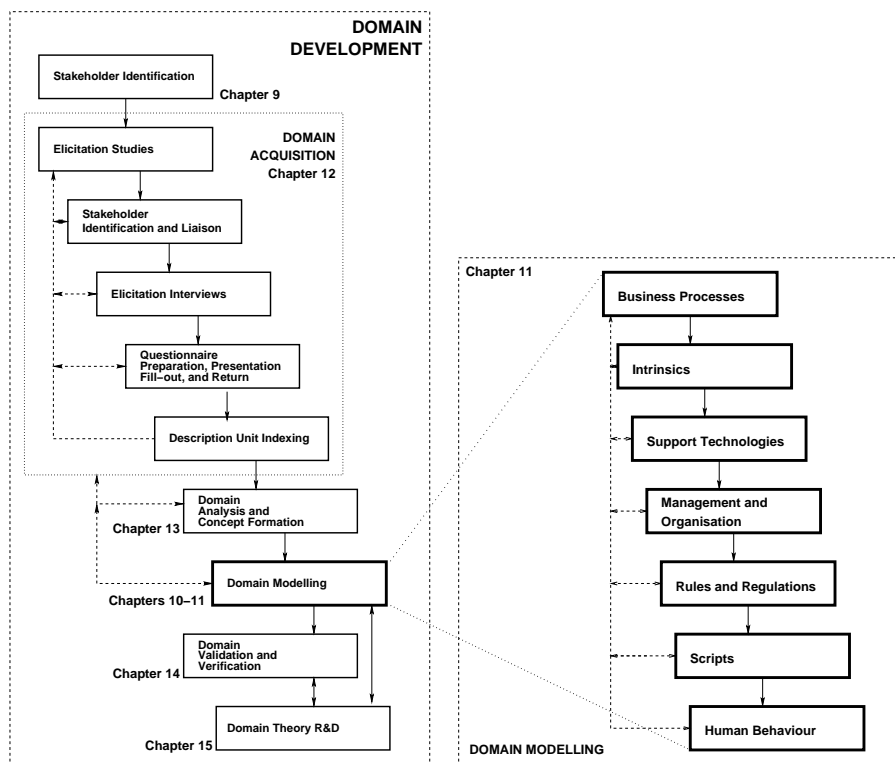 DOMAIN
DEVELOPMENT
Stakeholder Identification
Chapter 9
DOMAIN
ACQUISITION
Chapter 12
Elicitation Studies
Stakeholder
Identification and Liaison
Elicitation Interviews
Questionnaire
Preparation, Presentation
Fill−out, and Return
Description Unit Indexing
Domain
Analysis and
Concept Formation
Chapter 13
Domain Modelling
Chapters 10−11
Domain
Validation and
Verification
Chapter 14
Domain Theory R&D
Chapter 15
Chapter 11
Business Processes
Intrinsics
Support Technologies
Management and
Organisation
Rules and Regulations
Scripts
Human Behaviour
DOMAIN MODELLING